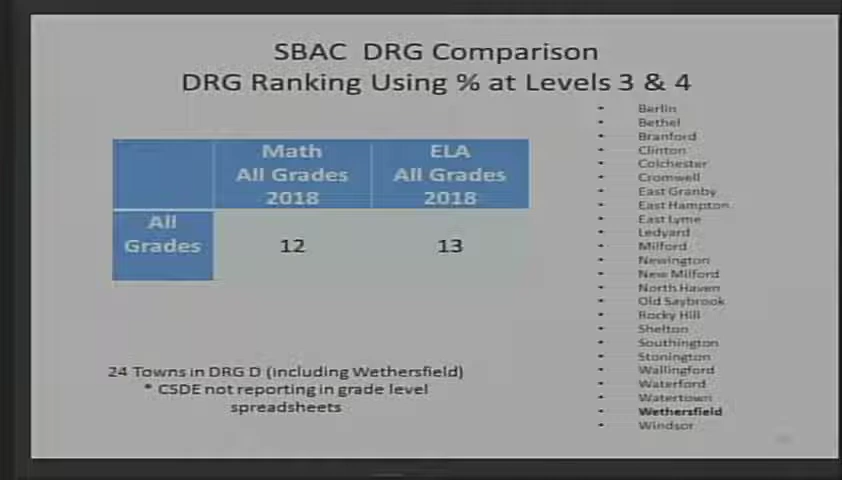 SBAC DRG Comparison
DRG Ranking Using % at Levels 3 & 4
Math
All Grades
2018
ELA
All Grades
2018
All
Grades
12
13
24 Towns in DRG D (including Wethersfield)
* CSDE not reporting in grade level
spreadsheets
• Berlin
• Bethel
• Branford
• Clinton
• Colchester
• Cromwell
• East Granby
• East Hampton
• East Lyme
• Ledyard
• Milford
• Newington
• New Milford
• North Haven
• Old Saybrook
• Rocky Hill
• Shelton
• Southington
• Stonington
• Wallingford
• Waterford
• Watertown
• Wethersfield
• Windsor